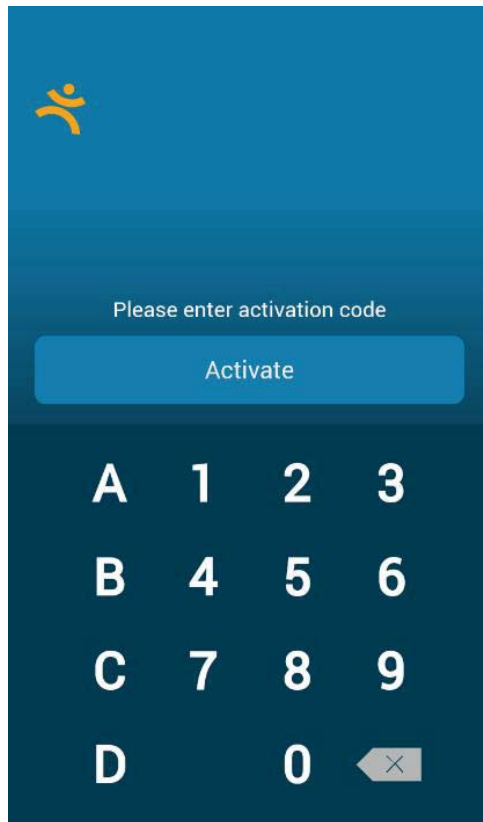 Please enter activation code
Activate
A 1 2 3
B 4 5 6
C 7 8 9
D 0